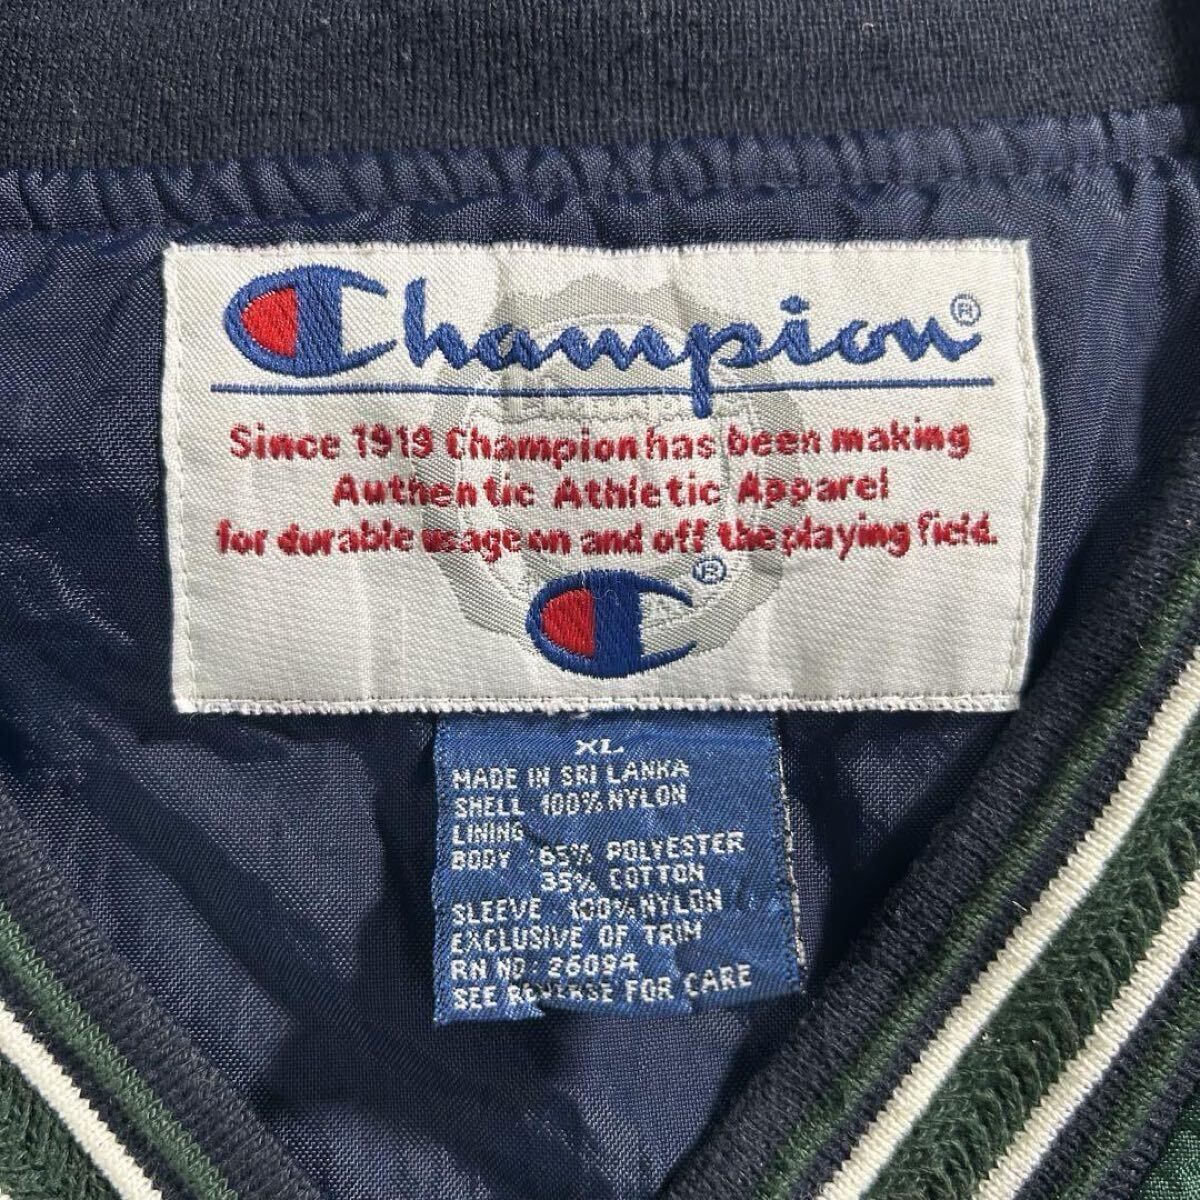 Champion®
Since 1919 Champion has been making
Authentic Athletic Apparel
for durable usage on and off the playing field.
®
XL
MADE IN SRI LANKA
SHELL 100% NYLON
LINING
BODY : 65% POLYESTER
35% COTTON
SLEEVE : 100% NYLON
EXCLUSIVE OF TRIM
RN NO: 26094
SEE REVERSE FOR CARE